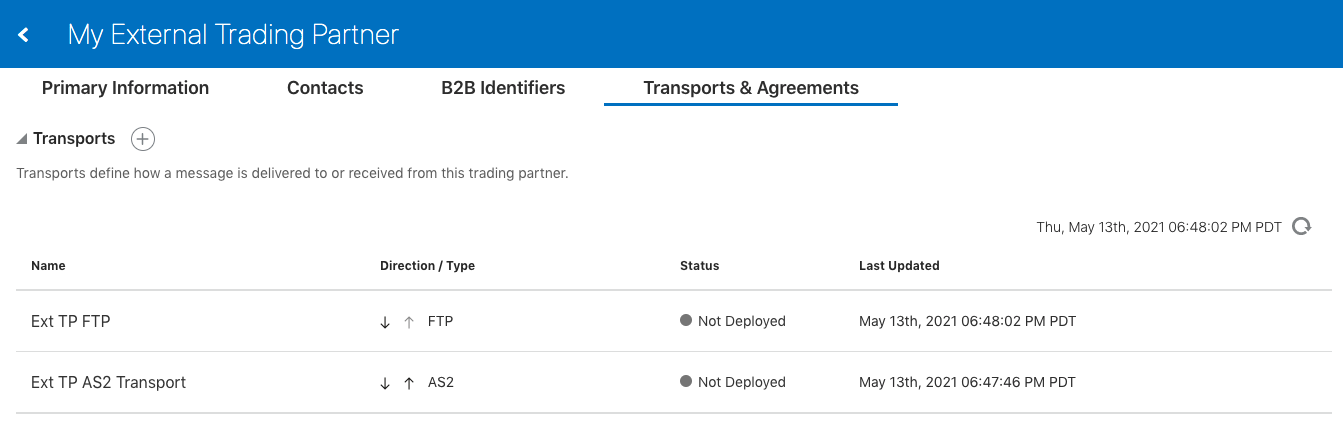 My External Trading Partner
Primary Information Contacts B2B Identifiers Transports & Agreements
Transports
Transports define how a message is delivered to or received from this trading partner.
Thu, May 13th, 2021 06:48:02 PM PDT
Name Direction / Type Status Last Updated
Ext TP FTP ↓ ↑ FTP Not Deployed May 13th, 2021 06:48:02 PM PDT
Ext TP AS2 Transport ↓ ↑ AS2 Not Deployed May 13th, 2021 06:47:46 PM PDT